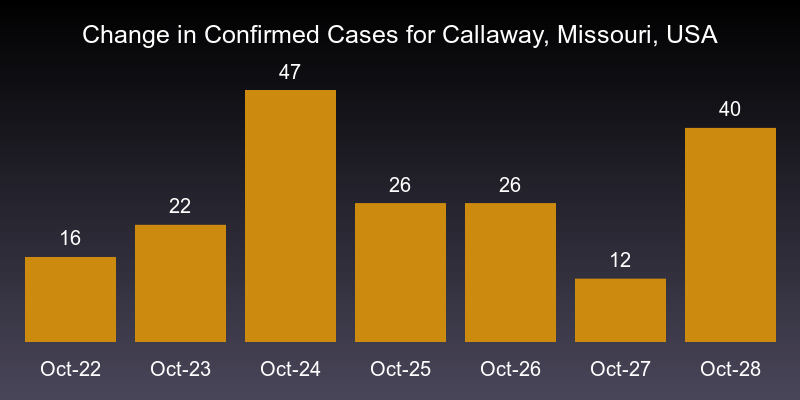 Change in Confirmed Cases for Callaway, Missouri, USA
16
22
47
26
26
12
40
Oct-22
Oct-23
Oct-24
Oct-25
Oct-26
Oct-27
Oct-28